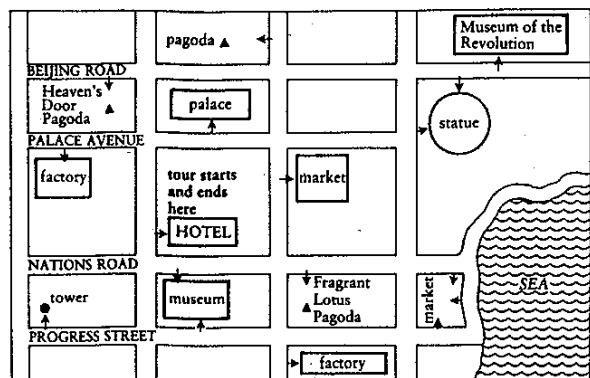 pagoda
Museum of the
Revolution
BEIJING ROAD
Heaven's
Door
Pagoda
palace
statue
PALACE AVENUE
factory
tour starts
and ends
here
HOTEL
market
NATIONS ROAD
tower
museum
Fragrant
Lotus
Pagoda
market
SEA
PROGRESS STREET
factory